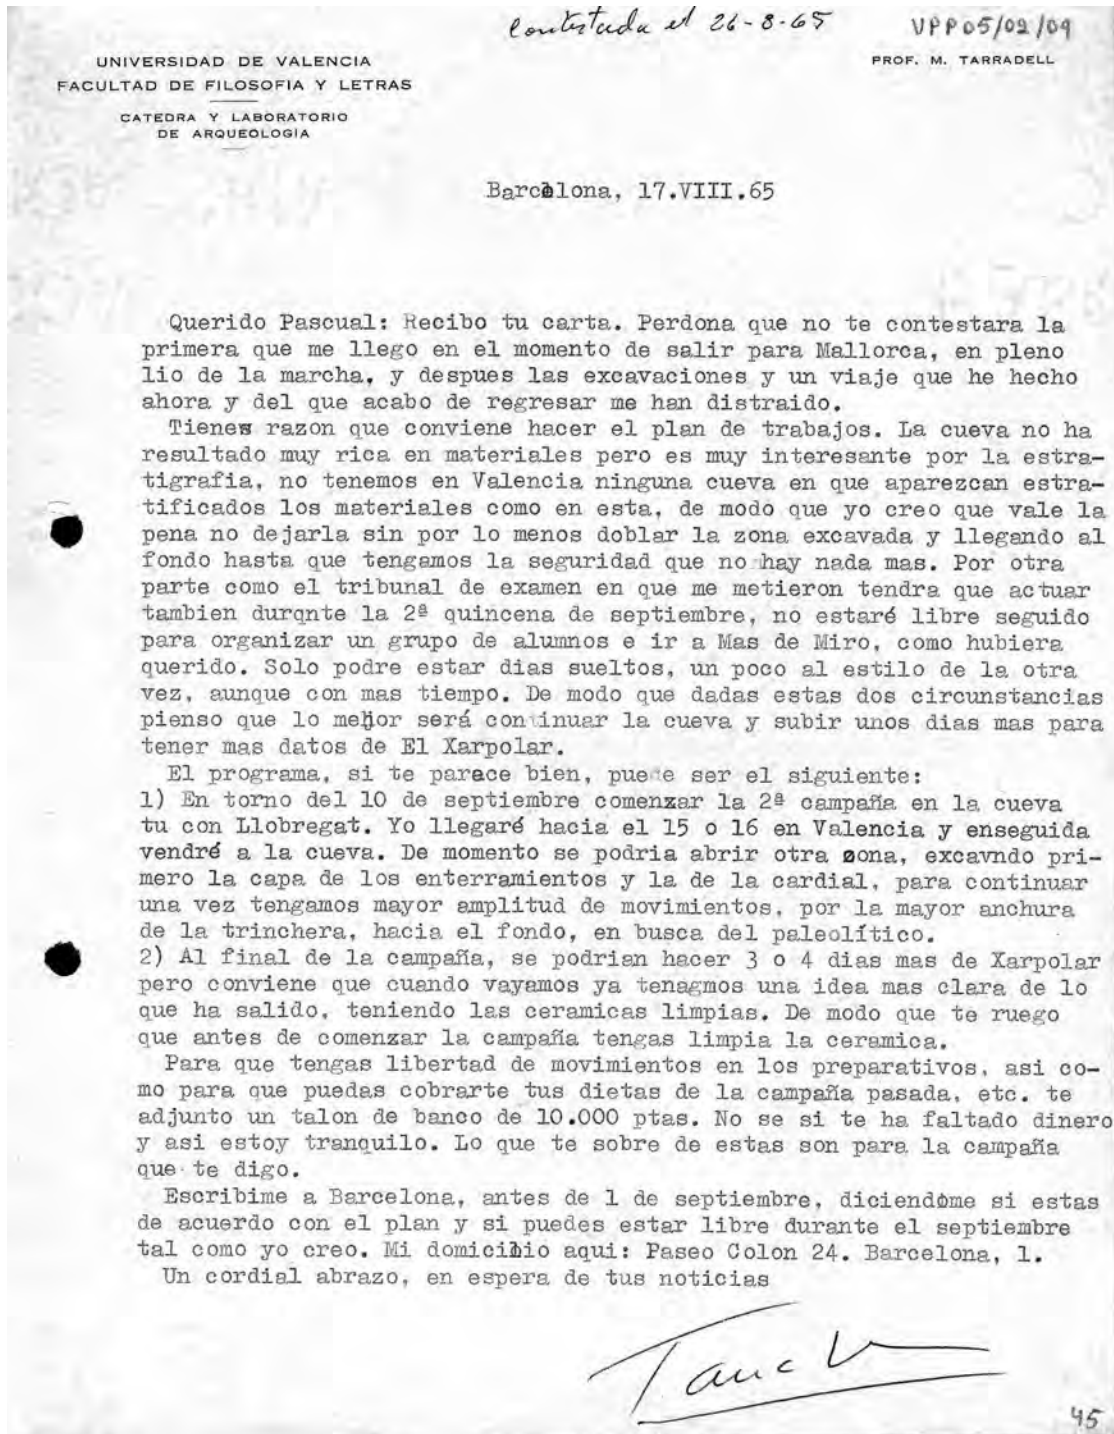 contestada el 26-8-65
VPP05/02/09
UNIVERSIDAD DE VALENCIA
FACULTAD DE FILOSOFIA Y LETRAS
CATEDRA Y LABORATORIO
DE ARQUEOLOGIA
PROF. M. TARRADELL
Barcelona, 17.VIII.65
Querido Pascual: Recibo tu carta. Perdona que no te contestara la
primera que me llego en el momento de salir para Mallorca, en pleno
lio de la marcha, y despues las excavaciones y un viaje que he hecho
ahora y del que acabo de regresar me han distraido.
Tienes razon que conviene hacer el plan de trabajos. La cueva no ha
resultado muy rica en materiales pero es muy interesante por la estra-
tigrafia, no tenemos en Valencia ninguna cueva en que aparezcan estra-
tificados los materiales como en esta, de modo que yo creo que vale la
pena no dejarla sin por lo menos doblar la zona excavada y llegando al
fondo hasta que tengamos la seguridad que no hay nada mas. Por otra
parte como el tribunal de examen en que me metieron tendra que actuar
tambien durqnte la 2ª quincena de septiembre, no estaré libre seguido
para organizar un grupo de alumnos e ir a Mas de Miro, como hubiera
querido. Solo podre estar dias sueltos, un poco al estilo de la otra
vez, aunque con mas tiempo. De modo que dadas estas dos circunstancias
pienso que lo mejor será continuar la cueva y subir unos dias mas para
tener mas datos de El Xarpolar.
El programa, si te parace bien, puede ser el siguiente:
1) En torno del 10 de septiembre comenzar la 2ª campaña en la cueva
tu con Llobregat. Yo llegaré hacia el 15 o 16 en Valencia y enseguida
vendré a la cueva. De momento se podria abrir otra zona, excavndo pri-
mero la capa de los enterramientos y la de la cardial, para continuar
una vez tengamos mayor amplitud de movimientos, por la mayor anchura
de la trinchera, hacia el fondo, en busca del paleolítico.
2) Al final de la campaña, se podrian hacer 3 o 4 dias mas de Xarpolar
pero conviene que cuando vayamos ya tenagmos una idea mas clara de lo
que ha salido, teniendo las ceramicas limpias. De modo que te ruego
que antes de comenzar la campaña tengas limpia la ceramica.
Para que tengas libertad de movimientos en los preparativos, asi co-
mo para que puedas cobrarte tus dietas de la campaña pasada, etc. te
adjunto un talon de banco de 10.000 ptas. No se si te ha faltado dinero
y asi estoy tranquilo. Lo que te sobre de estas son para la campaña
que te digo.
Escribime a Barcelona, antes de 1 de septiembre, diciendome si estas
de acuerdo con el plan y si puedes estar libre durante el septiembre
tal como yo creo. Mi domicilio aqui: Paseo Colon 24. Barcelona, 1.
Un cordial abrazo, en espera de tus noticias
45